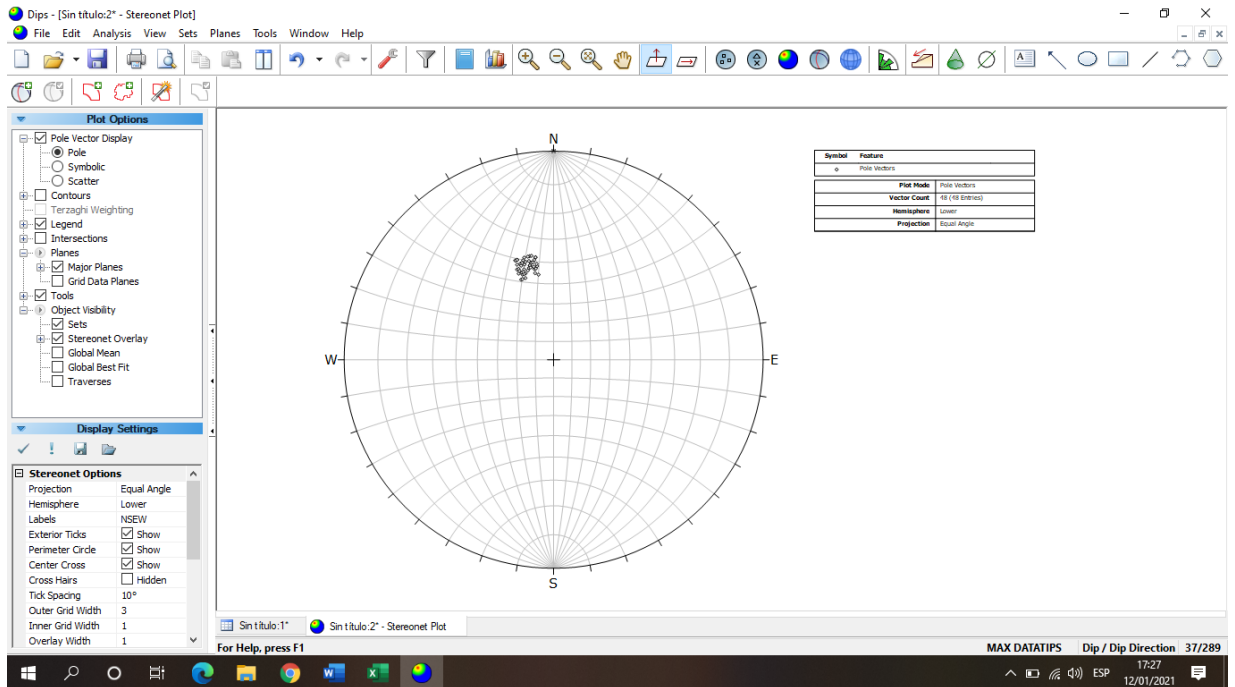 Dips - [Sin título:2* - Stereonet Plot]
File Edit Analysis View Sets Planes Tools Window Help
Plot Options
Pole Vector Display
Pole
Symbolic
Scatter
Contours
Terzaghi Weighting
Legend
Intersections
Planes
Major Planes
Grid Data Planes
Tools
Object Visibility
Sets
Stereonet Overlay
Global Mean
Global Best Fit
Traverses
Display Settings
Stereonet Options
Projection Equal Angle
Hemisphere Lower
Labels NSEW
Exterior Ticks Show
Perimeter Circle Show
Center Cross Show
Cross Hairs Hidden
Tick Spacing 10°
Outer Grid Width 3
Inner Grid Width 1
Overlay Width 1
N
W
E
S
Symbol Feature
Pole Vectors
Plot Mode Pole Vectors
Vector Count 48 (48 Entries)
Hemisphere Lower
Projection Equal Angle
Sin título:1* Sin título:2* - Stereonet Plot
For Help, press F1 MAX DATATIPS Dip / Dip Direction 37/289
ESP 17:27
12/01/2021